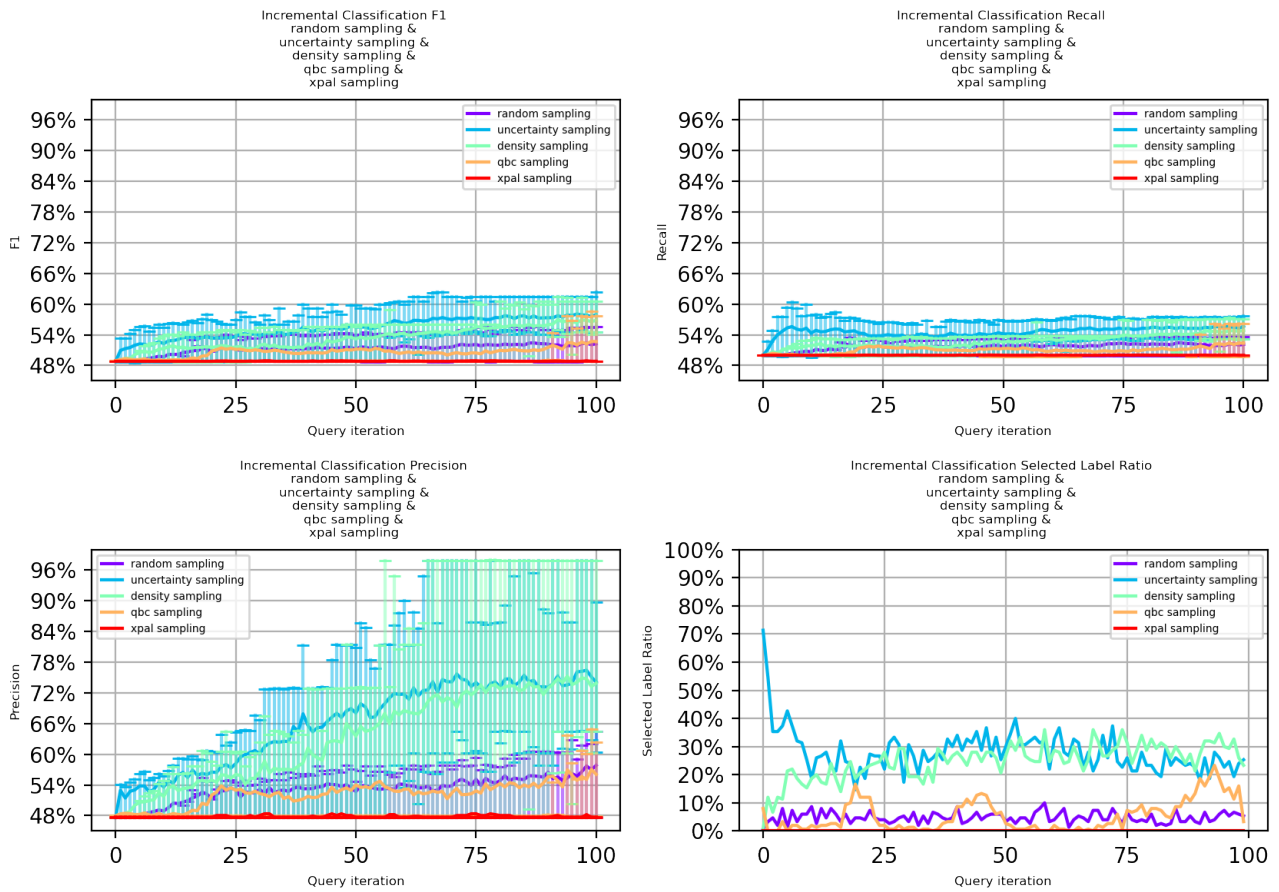 Incremental Classification F1
random sampling &
uncertainty sampling &
density sampling &
qbc sampling &
xpal sampling
96%
90%
84%
78%
72%
66%
60%
54%
48%
F1
random sampling
uncertainty sampling
density sampling
qbc sampling
xpal sampling
0
25
50
75
100
Query iteration
Incremental Classification Recall
random sampling &
uncertainty sampling &
density sampling &
qbc sampling &
xpal sampling
96%
90%
84%
78%
72%
66%
60%
54%
48%
Recall
random sampling
uncertainty sampling
density sampling
qbc sampling
xpal sampling
0
25
50
75
100
Query iteration
Incremental Classification Precision
random sampling &
uncertainty sampling &
density sampling &
qbc sampling &
xpal sampling
96%
90%
84%
78%
72%
66%
60%
54%
48%
Precision
random sampling
uncertainty sampling
density sampling
qbc sampling
xpal sampling
0
25
50
75
100
Query iteration
Incremental Classification Selected Label Ratio
random sampling &
uncertainty sampling &
density sampling &
qbc sampling &
xpal sampling
100%
90%
80%
70%
60%
50%
40%
30%
20%
10%
0%
Selected Label Ratio
random sampling
uncertainty sampling
density sampling
qbc sampling
xpal sampling
0
25
50
75
100
Query iteration